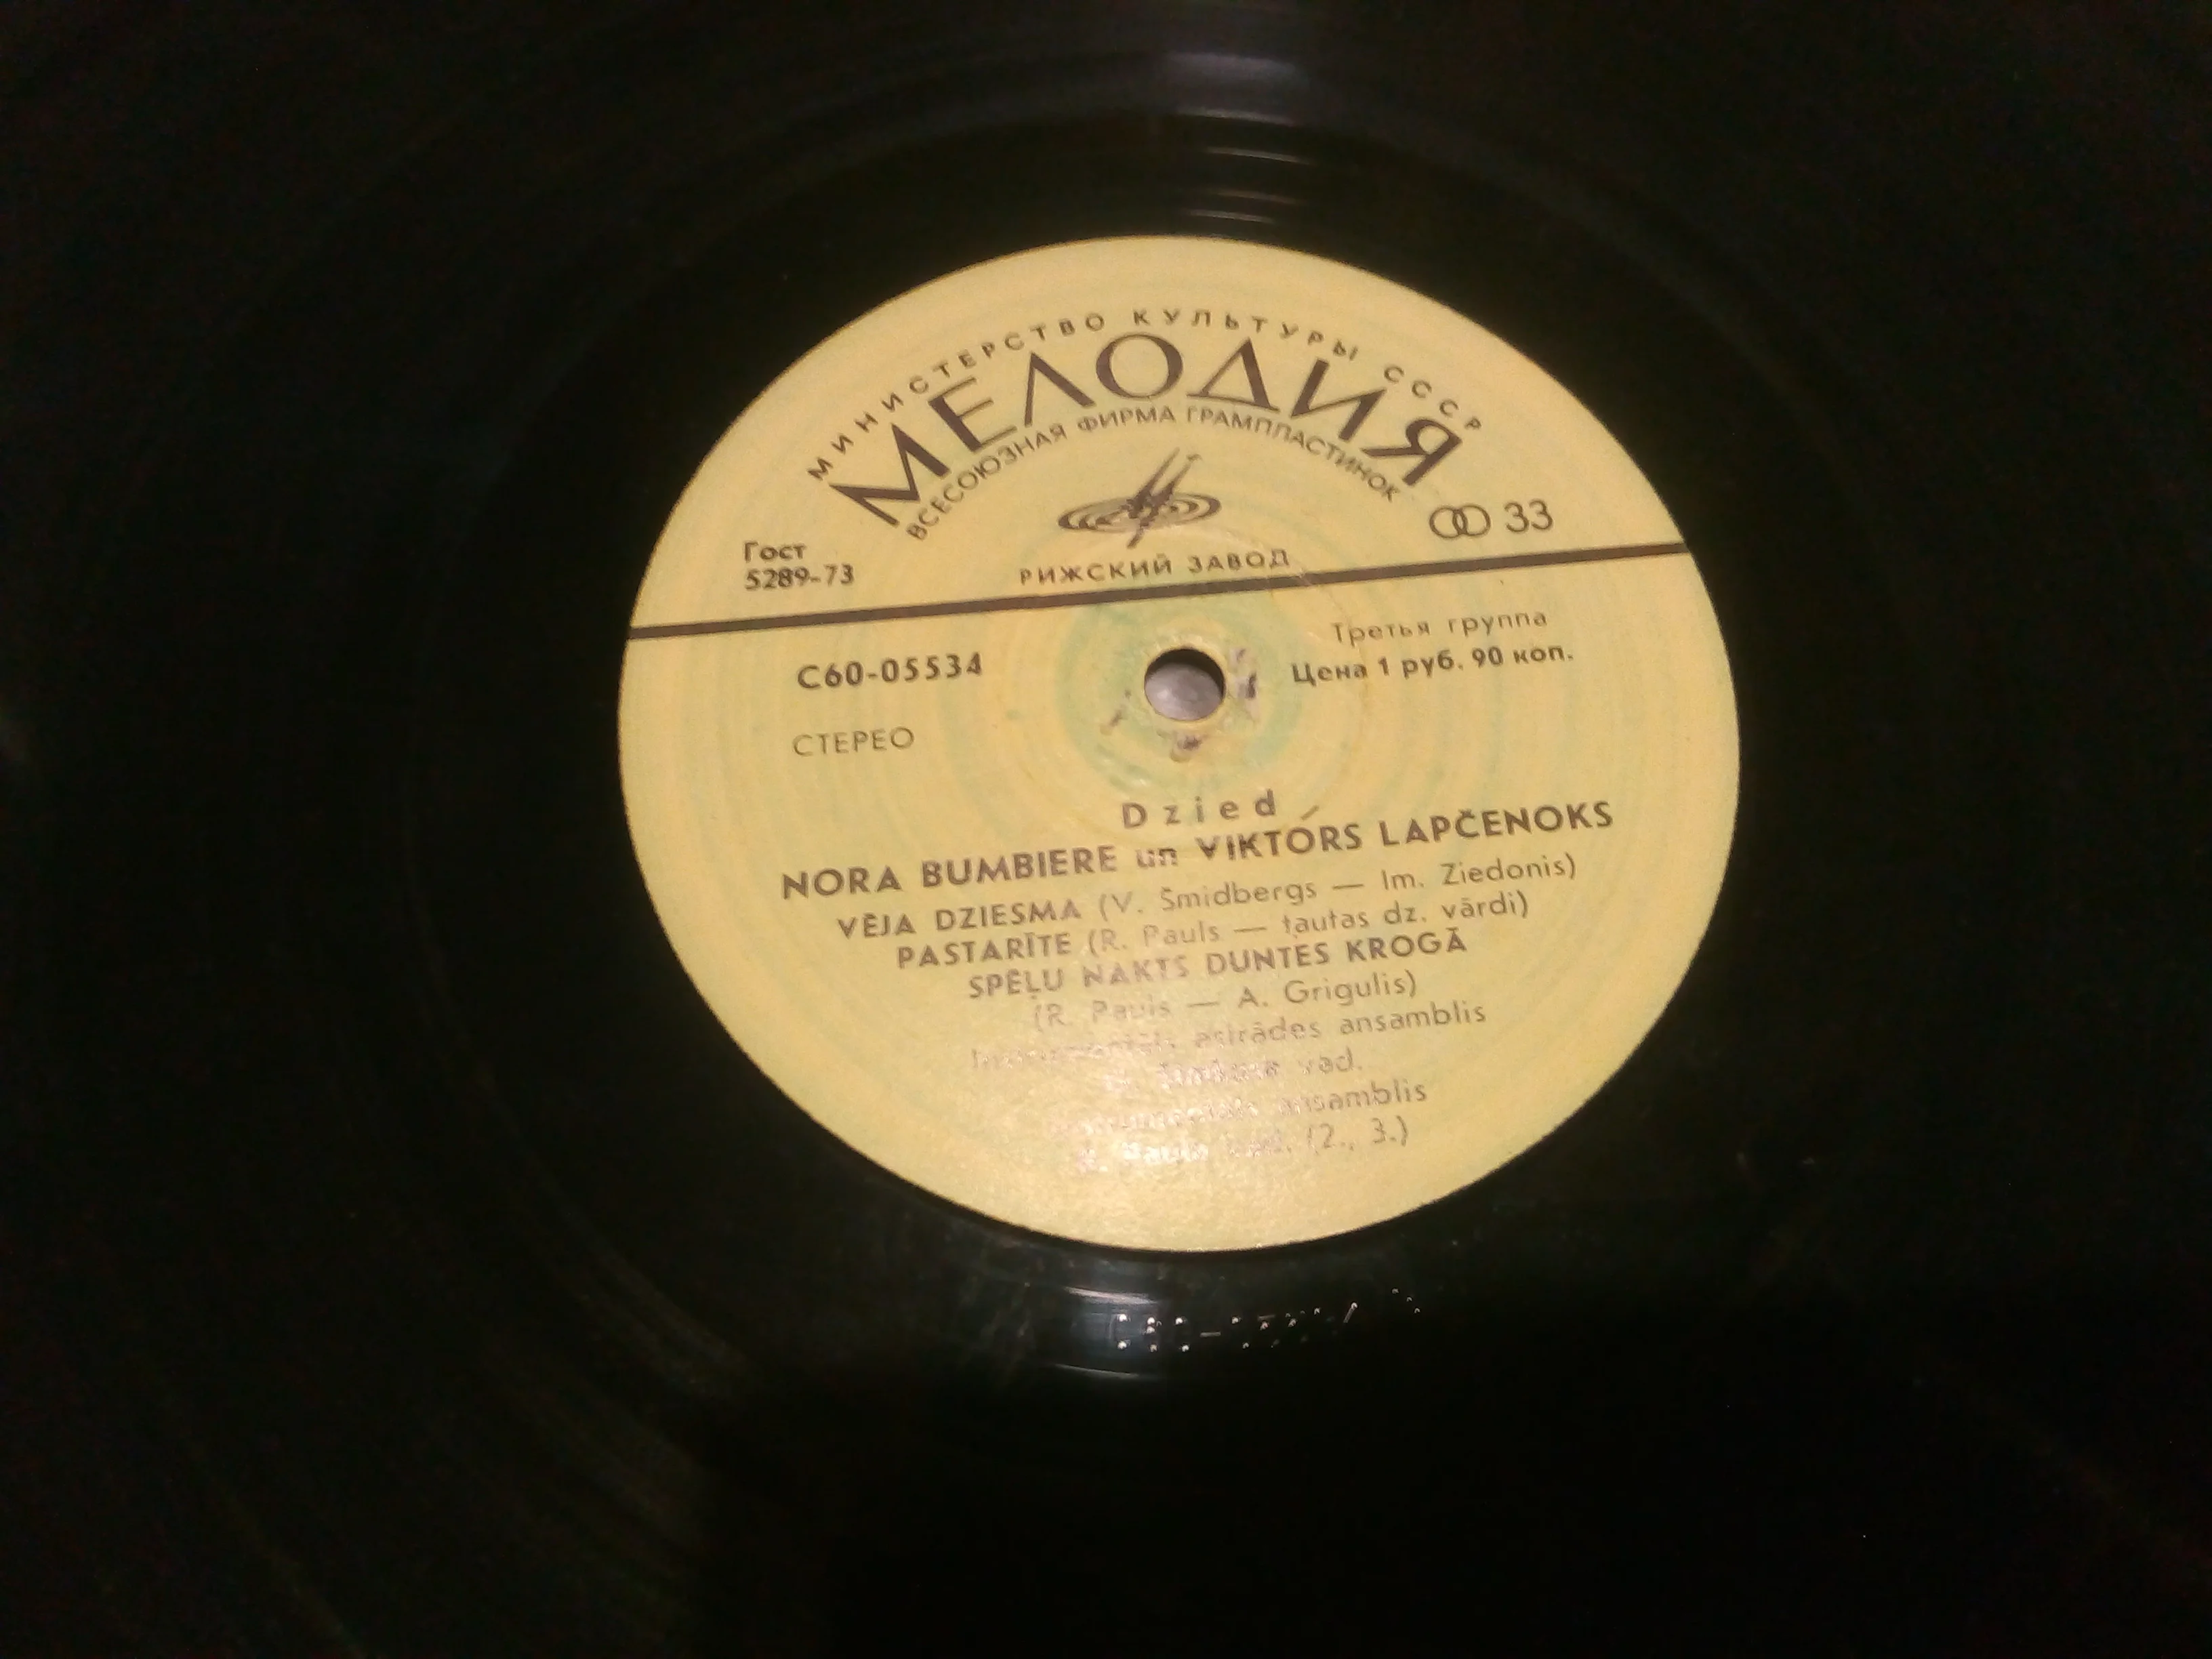 МИНИСТЕРСТВО КУЛЬТУРЫ СССР
МЕЛОДИЯ
ВСЕСОЮЗНАЯ ФИРМА ГРАМПЛАСТИНОК
33
Гост
5289-73
РИЖСКИЙ ЗАВОД
С60-05534
Третья группа
Цена 1 руб. 90 коп.
СТЕРЕО
Dzied
NORA BUMBIERE un VIKTORS LAPČENOKS
VĒJA DZIESMA (V. Šmidbergs — Im. Ziedonis)
PASTARĪTE (R. Pauls — tautas dz. vārdi)
SPĒĻU NAKTS DUNTES KROGĀ
(R. Pauls — A. Grigulis)
estrādes ansamblis
vad.
ansamblis
R. Pauls vad. (2., 3.)